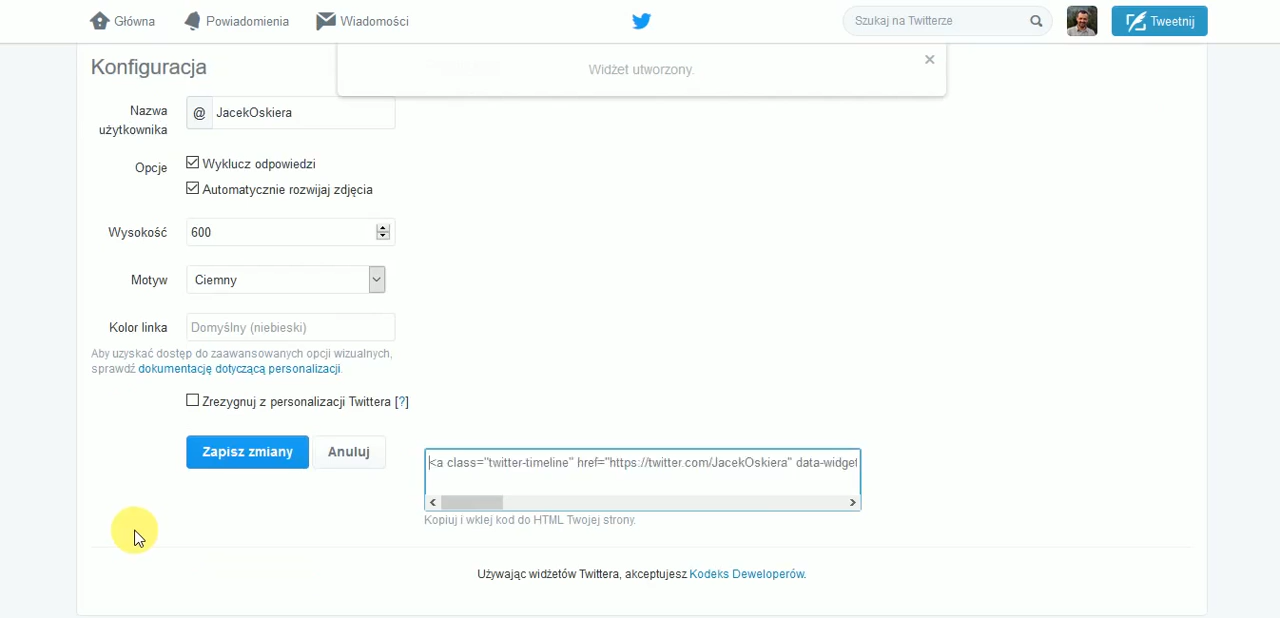 Główna Powiadomienia Wiadomości Szukaj na Twitterze Tweetnij
Konfiguracja
Widżet utworzony.
Nazwa użytkownika @ JacekOskiera
Opcje Wyklucz odpowiedzi
Automatycznie rozwijaj zdjęcia
Wysokość 600
Motyw Ciemny
Kolor linka Domyślny (niebieski)
Aby uzyskać dostęp do zaawansowanych opcji wizualnych,
sprawdź dokumentację dotyczącą personalizacji.
Zrezygnuj z personalizacji Twittera [?]
Zapisz zmiany Anuluj
<a class="twitter-timeline" href="https://twitter.com/JacekOskiera" data-widget
Kopiuj i wklej kod do HTML Twojej strony.
Używając widżetów Twittera, akceptujesz Kodeks Deweloperów.